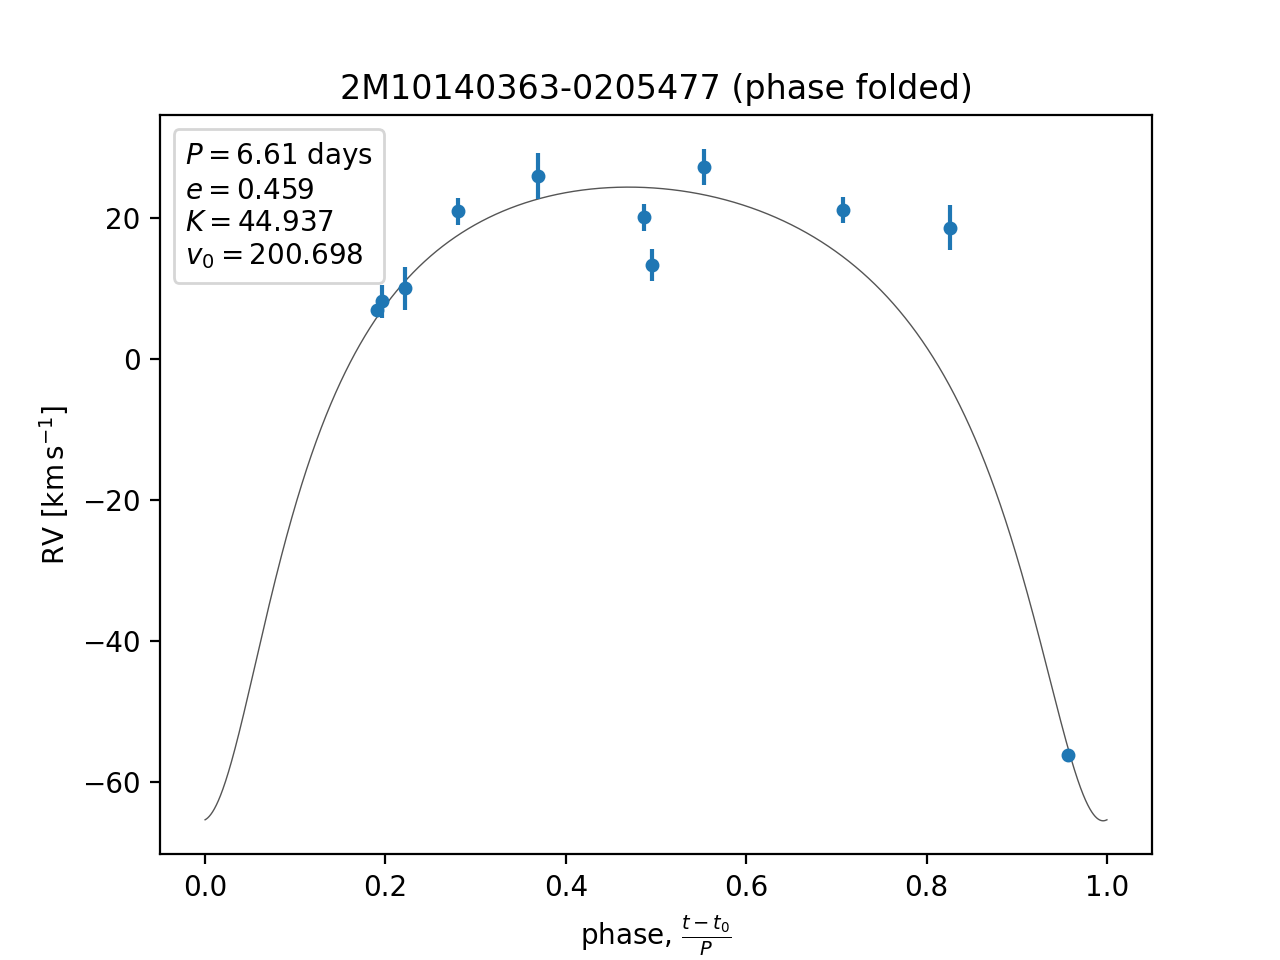 2M10140363-0205477 (phase folded)
P = 6.61 days
e = 0.459
K = 44.937
v₀ = 200.698
20
0
−20
−40
−60
RV [km s⁻¹]
0.0 0.2 0.4 0.6 0.8 1.0
phase, (t − t₀)/P